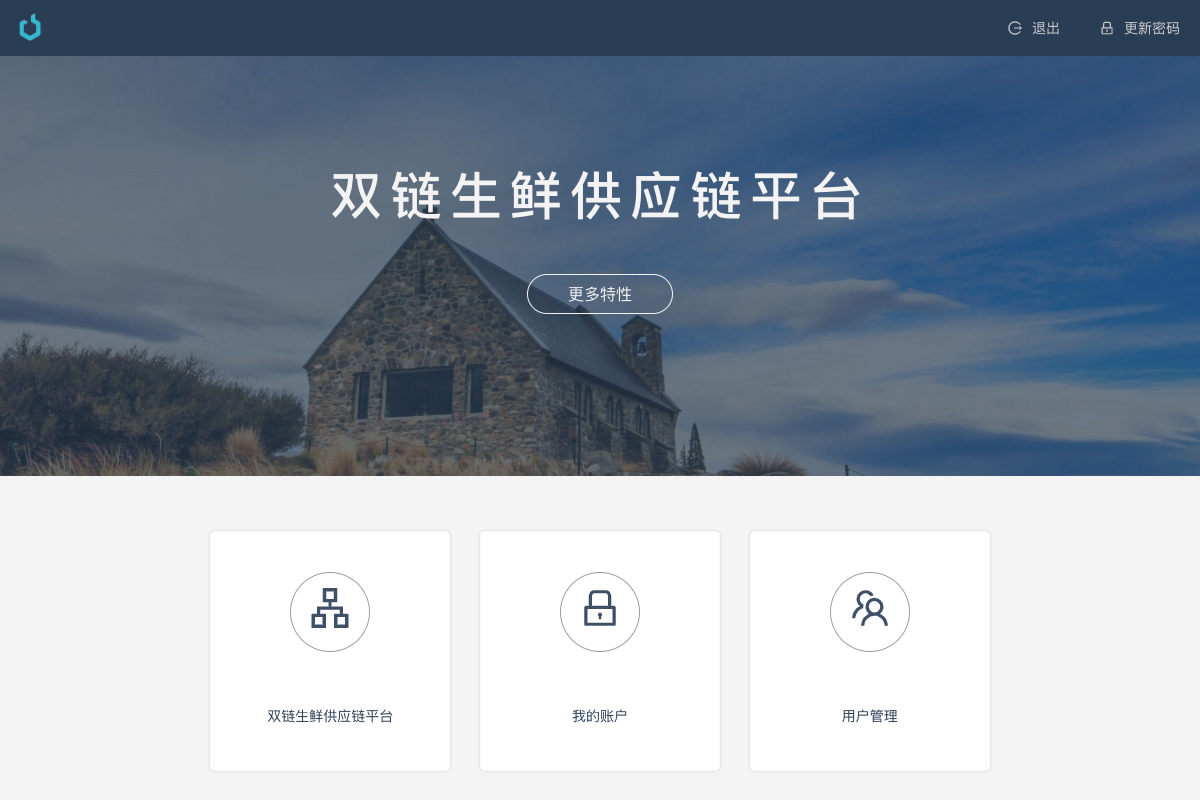 退出
更新密码
双链生鲜供应链平台
更多特性
双链生鲜供应链平台
我的账户
用户管理